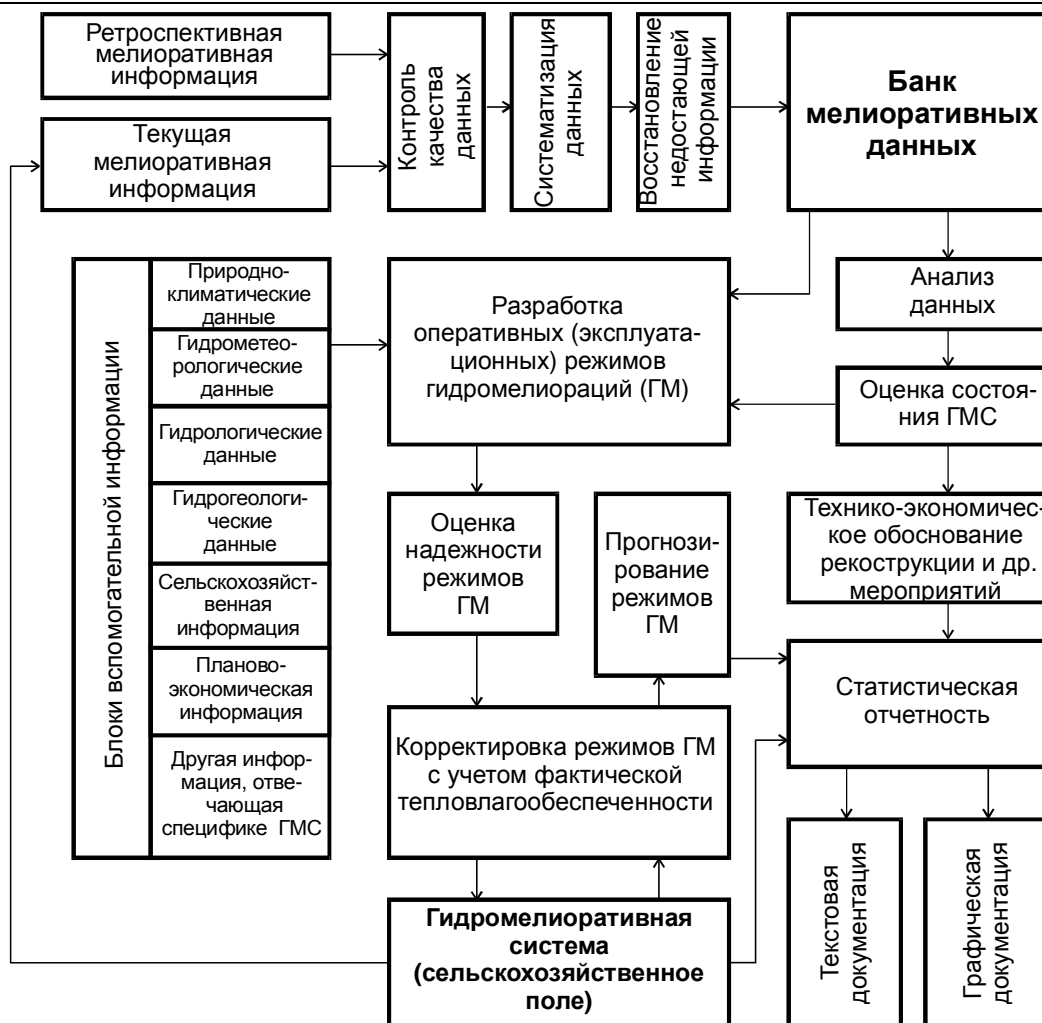 Ретроспективная
мелиоративная
информация
Текущая
мелиоративная
информация
Контроль
качества
данных
Систематизация
данных
Восстановление
недостающей
информации
Банк
мелиоративных
данных
Блоки вспомогательной информации
Природно-
климатические
данные
Гидрометео-
рологические
данные
Гидрологические
данные
Гидрогеологи-
ческие
данные
Сельскохозяйст-
венная
информация
Планово-
экономическая
информация
Другая инфор-
мация, отве-
чающая
специфике ГМС
Разработка
оперативных (эксплуата-
ционных) режимов
гидромелиораций (ГМ)
Анализ
данных
Оценка состоя-
ния ГМС
Оценка
надежности
режимов
ГМ
Прогнози-
рование
режимов
ГМ
Технико-экономичес-
кое обоснование
рекострукции и др.
мероприятий
Статистическая
отчетность
Корректировка режимов ГМ
с учетом фактической
тепловлагообеспеченности
Гидромелиоративная
система
(сельскохозяйственное
поле)
Текстовая
документация
Графическая
документация